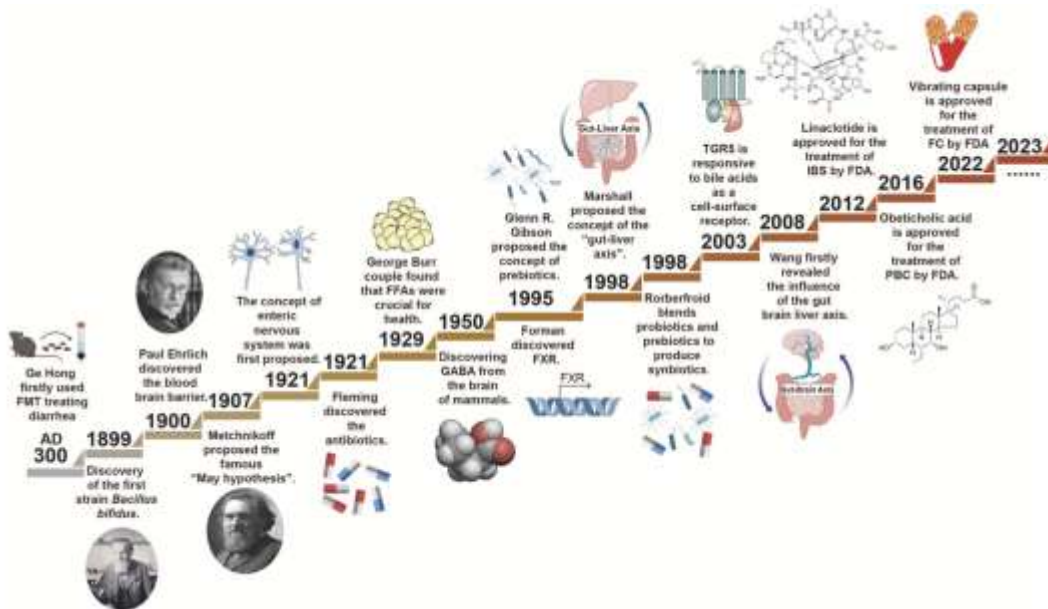 Ge Hong
firstly used
FMT treating
diarrhea
AD
300
1899
Discovery
of the first
strain Bacillus
bifidus.
Paul Ehrlich
discovered
the blood
brain barrier.
1900
1907
Metchnikoff
proposed the
famous
"May hypothesis".
The concept of
enteric
nervous
system was
first proposed.
1921
1921
Fleming
discovered
the
antibiotics.
George Burr
couple found
that FFAs were
crucial for
health.
1929
1950
Discovering
GABA from
the brain
of mammals.
Glenn R.
Gibson
proposed the
concept of
prebiotics.
1995
Forman
discovered
FXR.
FXR
Gut-Liver Axis
Marshall
proposed the
concept of the
"gut-liver
axis".
1998
1998
Rorberfroid
blends
probiotics and
prebiotics to
produce
synbiotics.
TGR5 is
responsive
to bile acids
as a
cell-surface
receptor.
2003
2008
Wang firstly
revealed
the influence
of the gut
brain liver axis.
Gut-Brain Axis
Linaclotide is
approved for the
treatment of
IBS by FDA.
2012
2016
Obeticholic acid
is approved
for the
treatment of
PBC by FDA.
Vibrating capsule
is approved
for the
treatment of
FC by FDA
2022
2023
......